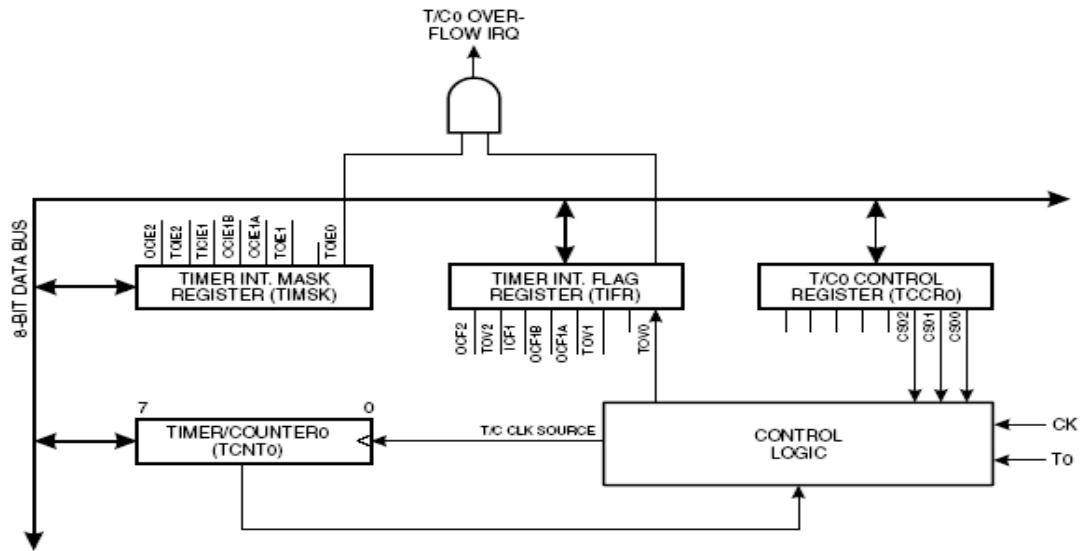 T/C0 OVER-
FLOW IRQ
8-BIT DATA BUS
OCIE2
TOIE2
TICIE1
OCIE1B
OCIE1A
TOIE1
TOIE0
TIMER INT. MASK
REGISTER (TIMSK)
TIMER INT. FLAG
REGISTER (TIFR)
T/C0 CONTROL
REGISTER (TCCR0)
OCF2
TOV2
ICF1
OCF1B
OCF1A
TOV1
TOV0
CS02
CS01
CS00
7
0
TIMER/COUNTER0
(TCNT0)
T/C CLK SOURCE
CONTROL
LOGIC
CK
T0